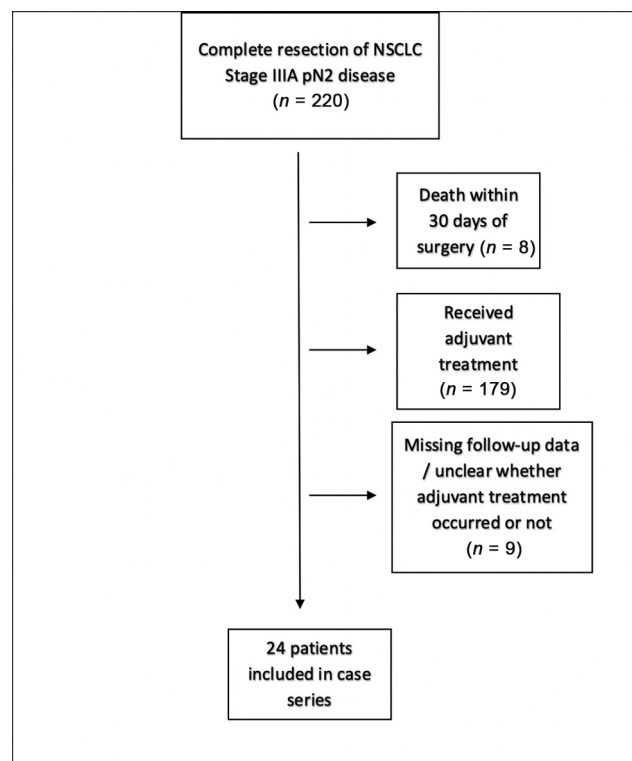 Complete resection of NSCLC
Stage IIIA pN2 disease
(n = 220)
Death within
30 days of
surgery (n = 8)
Received
adjuvant
treatment
(n = 179)
Missing follow-up data
/ unclear whether
adjuvant treatment
occurred or not
(n = 9)
24 patients
included in case
series